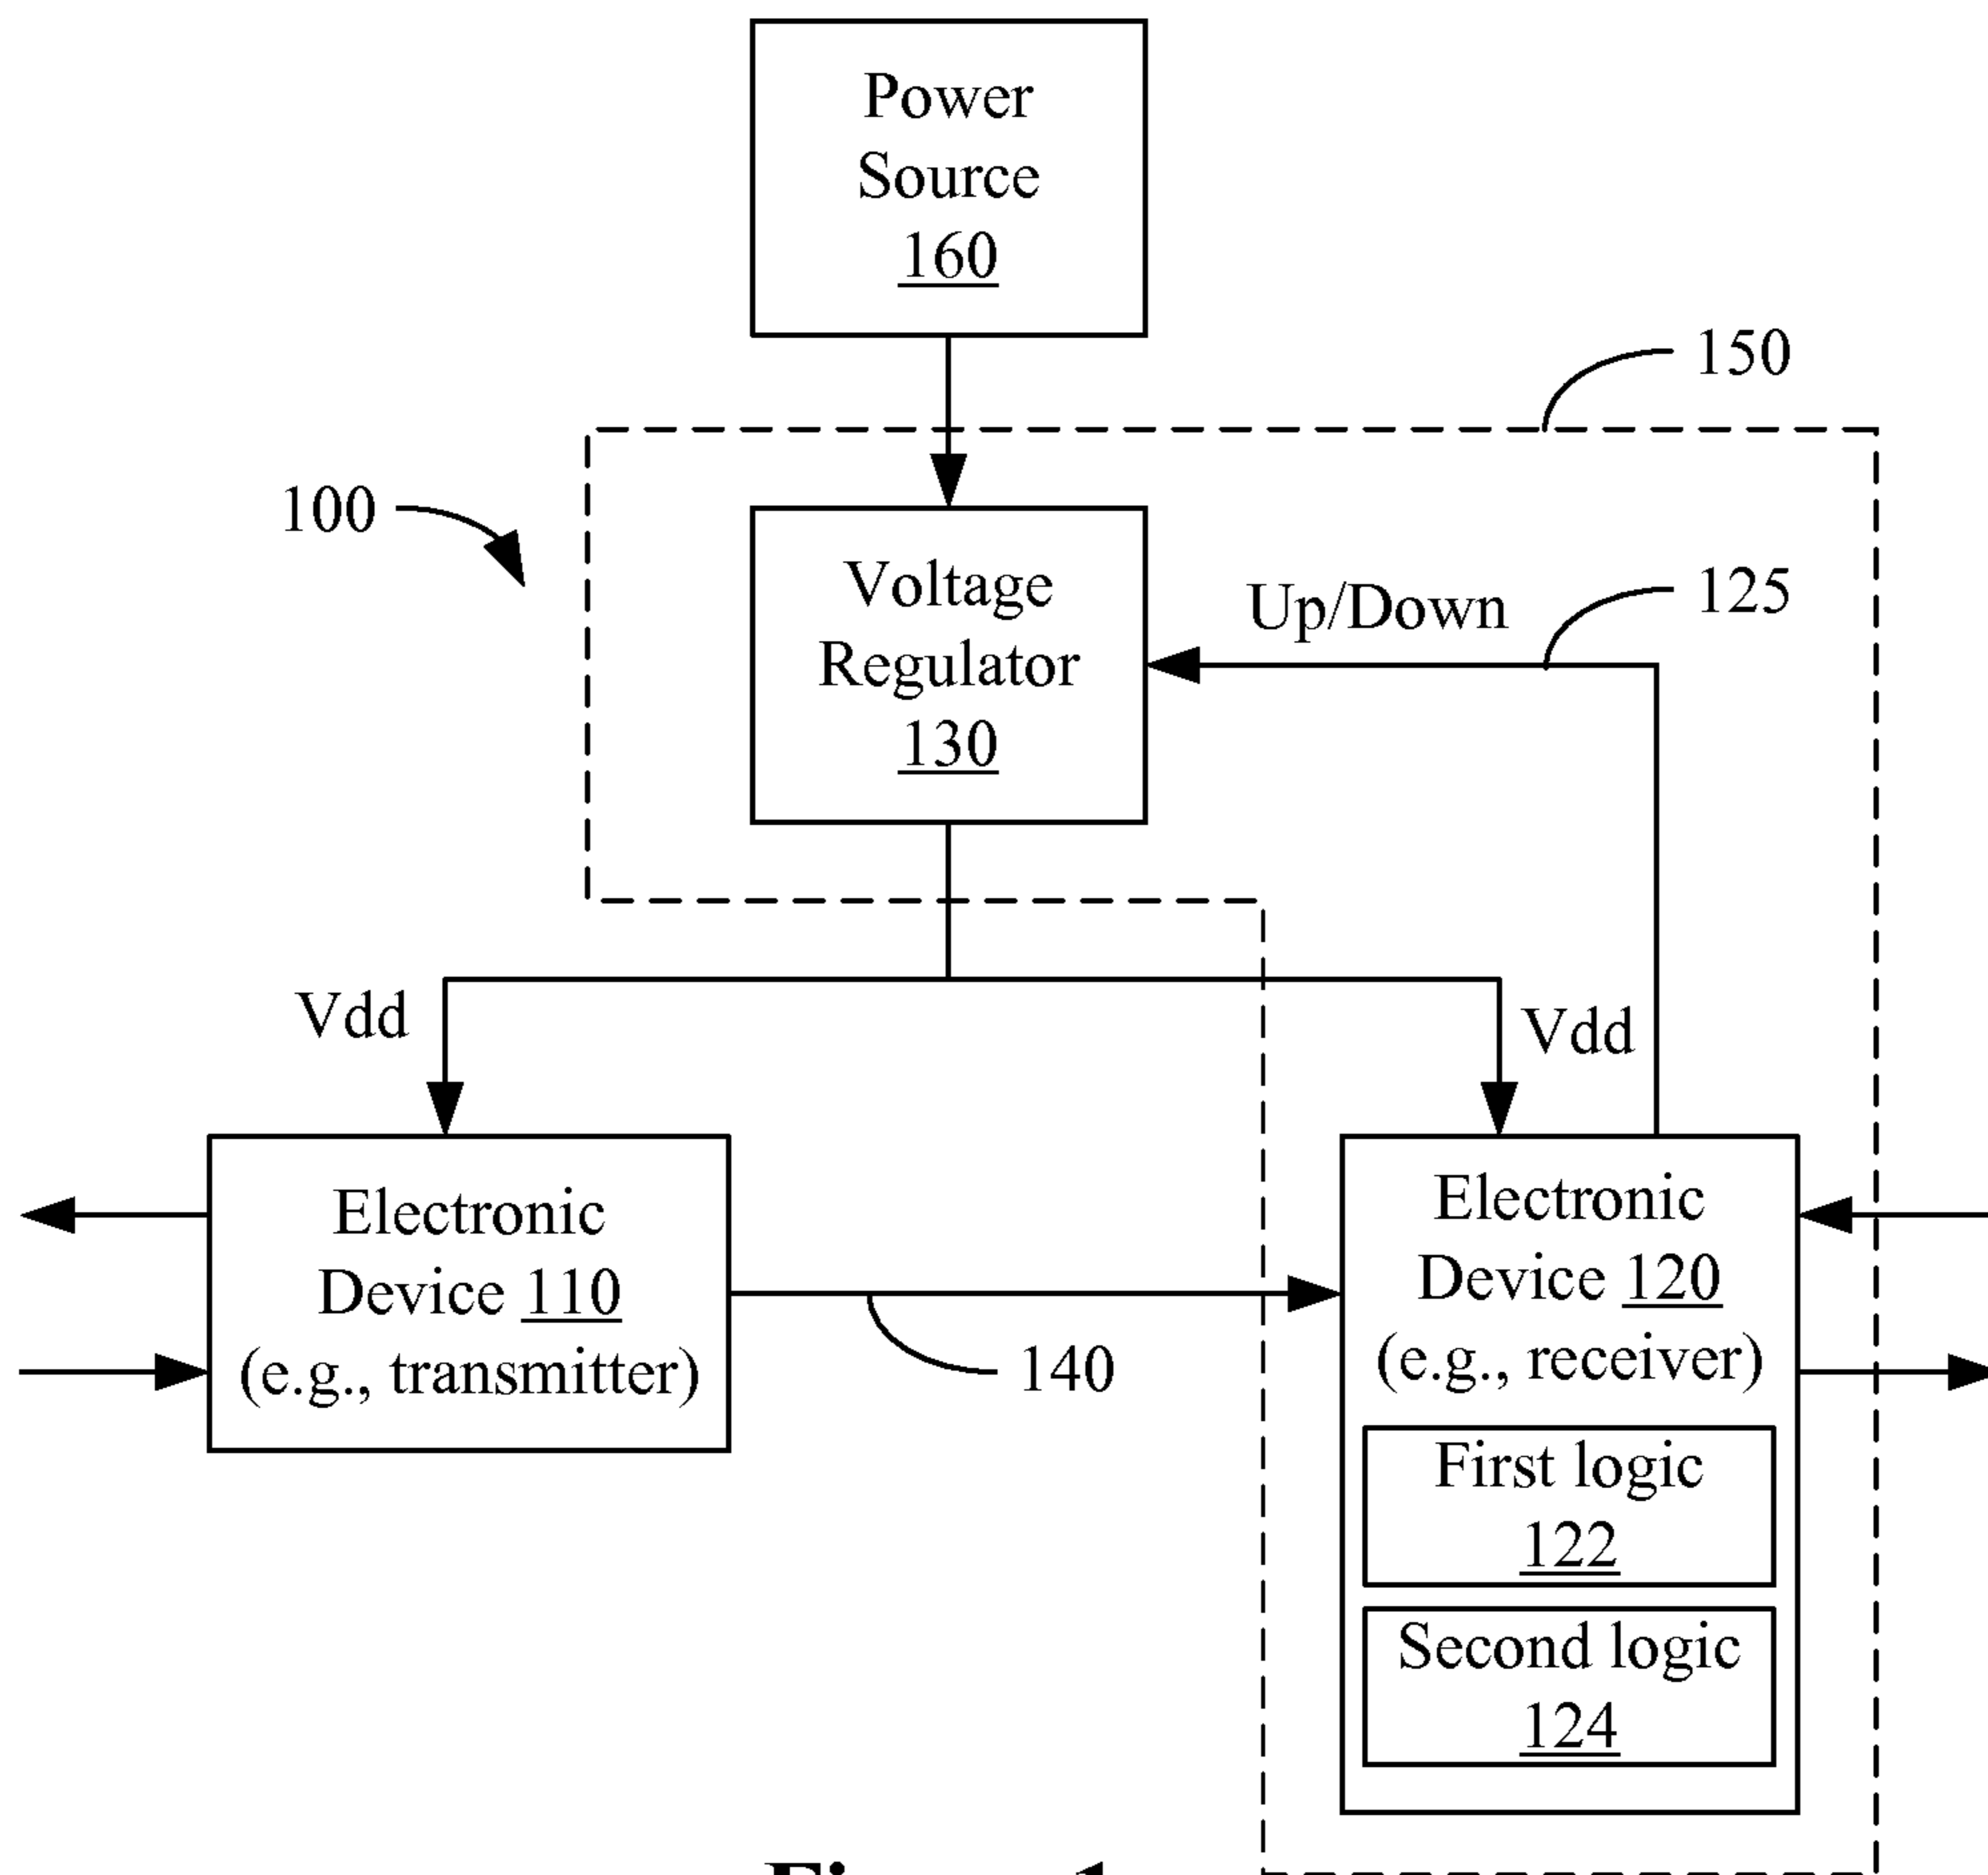 Power
Source
160
150
100
Voltage
Regulator
130
Up/Down
125
Vdd
Vdd
Electronic
Device 110
(e.g., transmitter)
140
Electronic
Device 120
(e.g., receiver)
First logic
122
Second logic
124